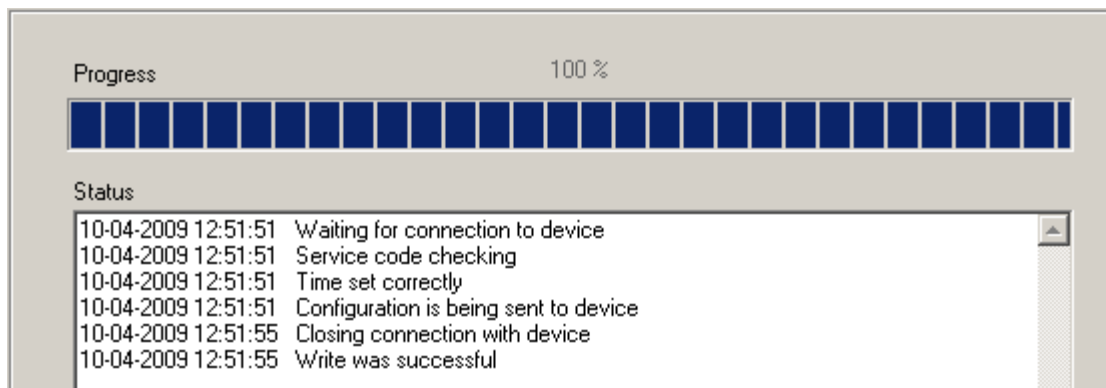 Progress
100 %
Status
10-04-2009 12:51:51 Waiting for connection to device
10-04-2009 12:51:51 Service code checking
10-04-2009 12:51:51 Time set correctly
10-04-2009 12:51:51 Configuration is being sent to device
10-04-2009 12:51:55 Closing connection with device
10-04-2009 12:51:55 Write was successful